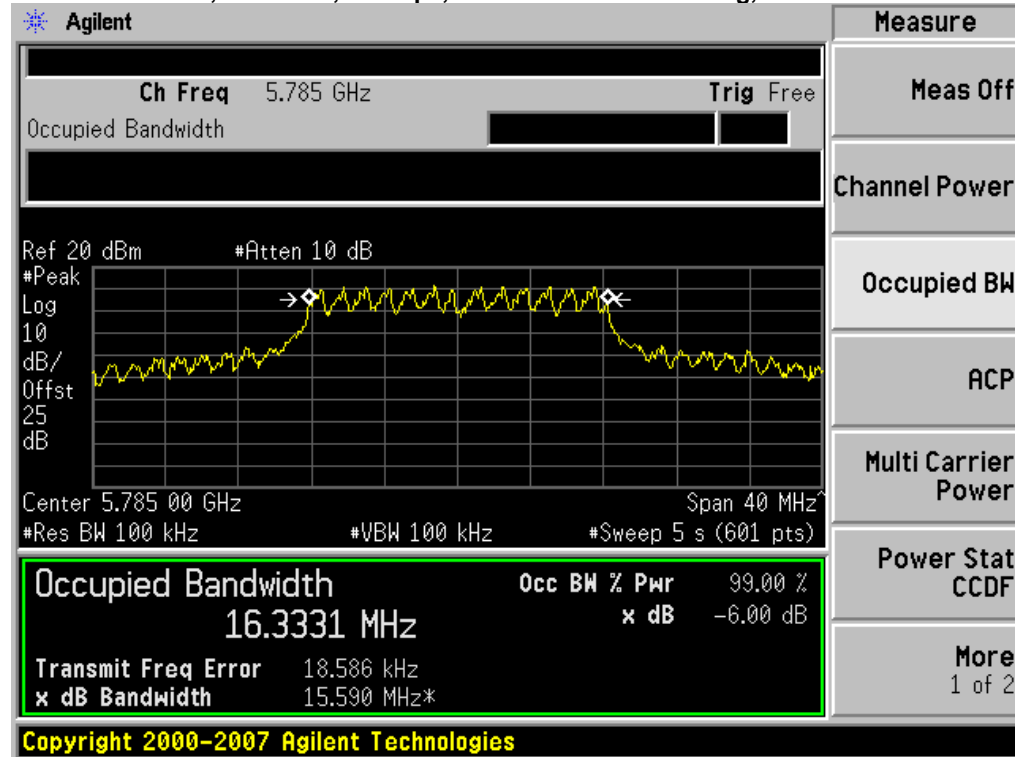 Agilent
Measure
Ch Freq 5.785 GHz Trig Free
Occupied Bandwidth
Meas Off
Channel Power
Occupied BW
ACP
Multi Carrier
Power
Power Stat
CCDF
More
1 of 2
Ref 20 dBm #Atten 10 dB
#Peak
Log
10
dB/
Offst
25
dB
Center 5.785 00 GHz Span 40 MHz^
#Res BW 100 kHz #VBW 100 kHz #Sweep 5 s (601 pts)
Occupied Bandwidth Occ BW % Pwr 99.00 %
16.3331 MHz x dB -6.00 dB
Transmit Freq Error 18.586 kHz
x dB Bandwidth 15.590 MHz*
Copyright 2000-2007 Agilent Technologies